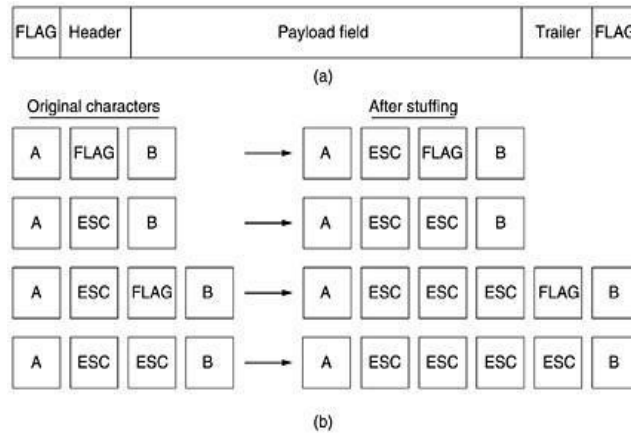 FLAG Header Payload field Trailer FLAG
(a)
Original characters After stuffing
A FLAG B A ESC FLAG B
A ESC B A ESC ESC B
A ESC FLAG B A ESC ESC ESC FLAG B
A ESC ESC B A ESC ESC ESC ESC B
(b)